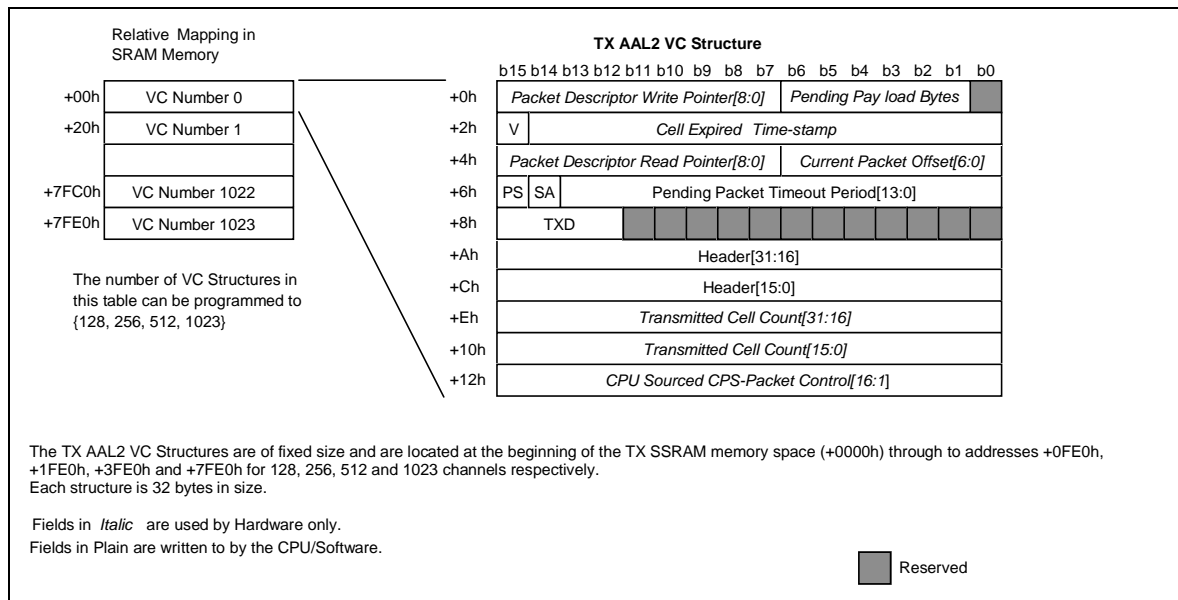 Relative Mapping in
SRAM Memory
TX AAL2 VC Structure
b15 b14 b13 b12 b11 b10 b9 b8 b7 b6 b5 b4 b3 b2 b1 b0
+00h VC Number 0
+20h VC Number 1
+7FC0h VC Number 1022
+7FE0h VC Number 1023
The number of VC Structures in
this table can be programmed to
{128, 256, 512, 1023}
+0h Packet Descriptor Write Pointer[8:0] Pending Pay load Bytes
+2h V Cell Expired Time-stamp
+4h Packet Descriptor Read Pointer[8:0] Current Packet Offset[6:0]
+6h PS SA Pending Packet Timeout Period[13:0]
+8h TXD
+Ah Header[31:16]
+Ch Header[15:0]
+Eh Transmitted Cell Count[31:16]
+10h Transmitted Cell Count[15:0]
+12h CPU Sourced CPS-Packet Control[16:1]
The TX AAL2 VC Structures are of fixed size and are located at the beginning of the TX SSRAM memory space (+0000h) through to addresses +0FE0h,
+1FE0h, +3FE0h and +7FE0h for 128, 256, 512 and 1023 channels respectively.
Each structure is 32 bytes in size.
Fields in Italic are used by Hardware only.
Fields in Plain are written to by the CPU/Software.
Reserved